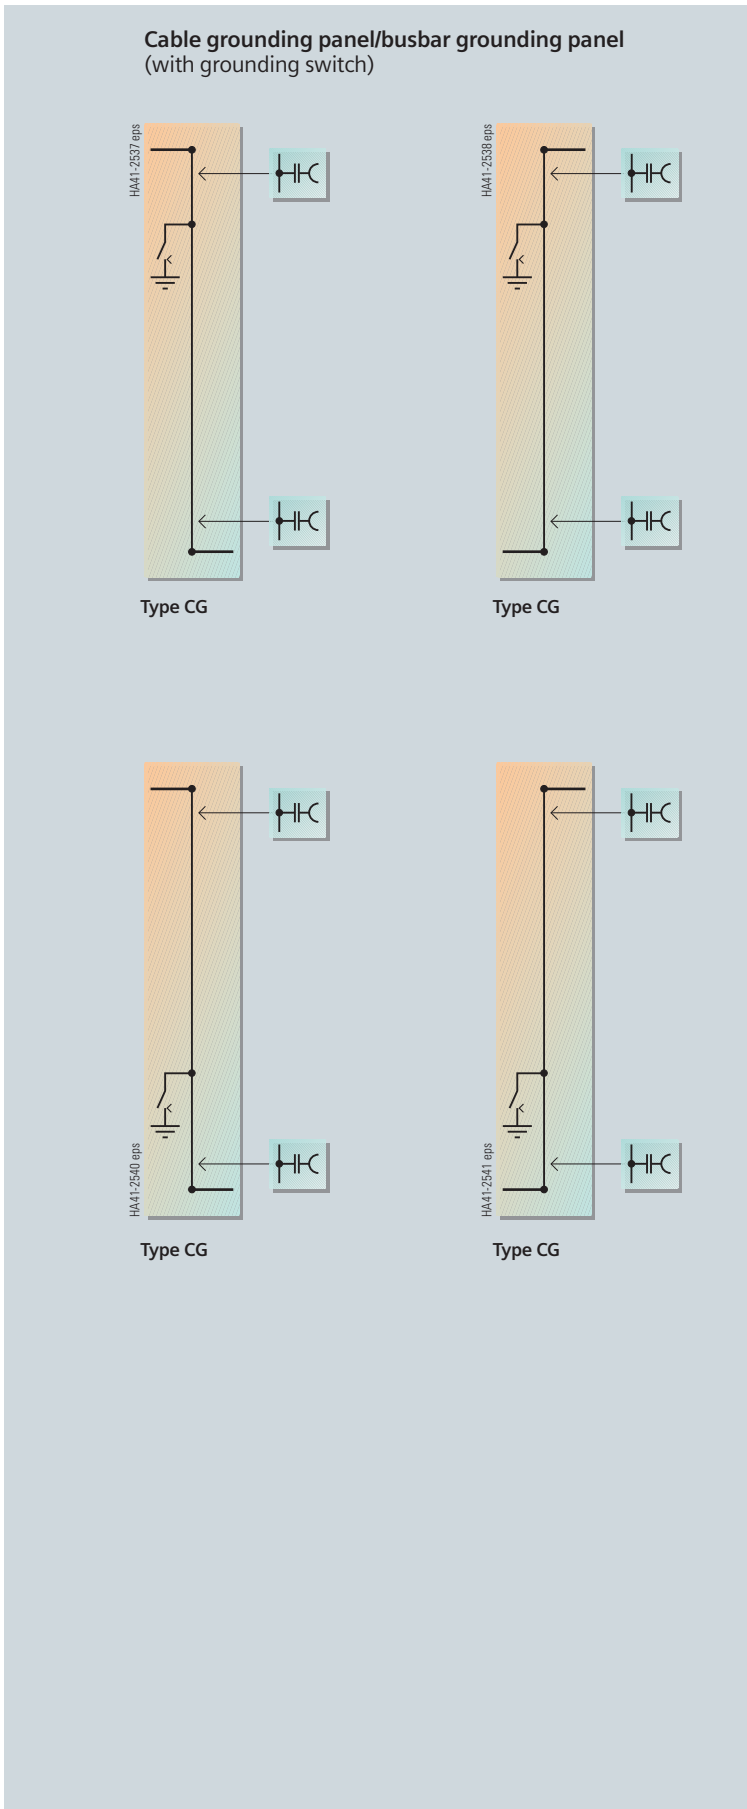 Cable grounding panel/busbar grounding panel
(with grounding switch)
HA41-2537 eps
HA41-2538 eps
Type CG
Type CG
HA41-2540 eps
HA41-2541 eps
Type CG
Type CG